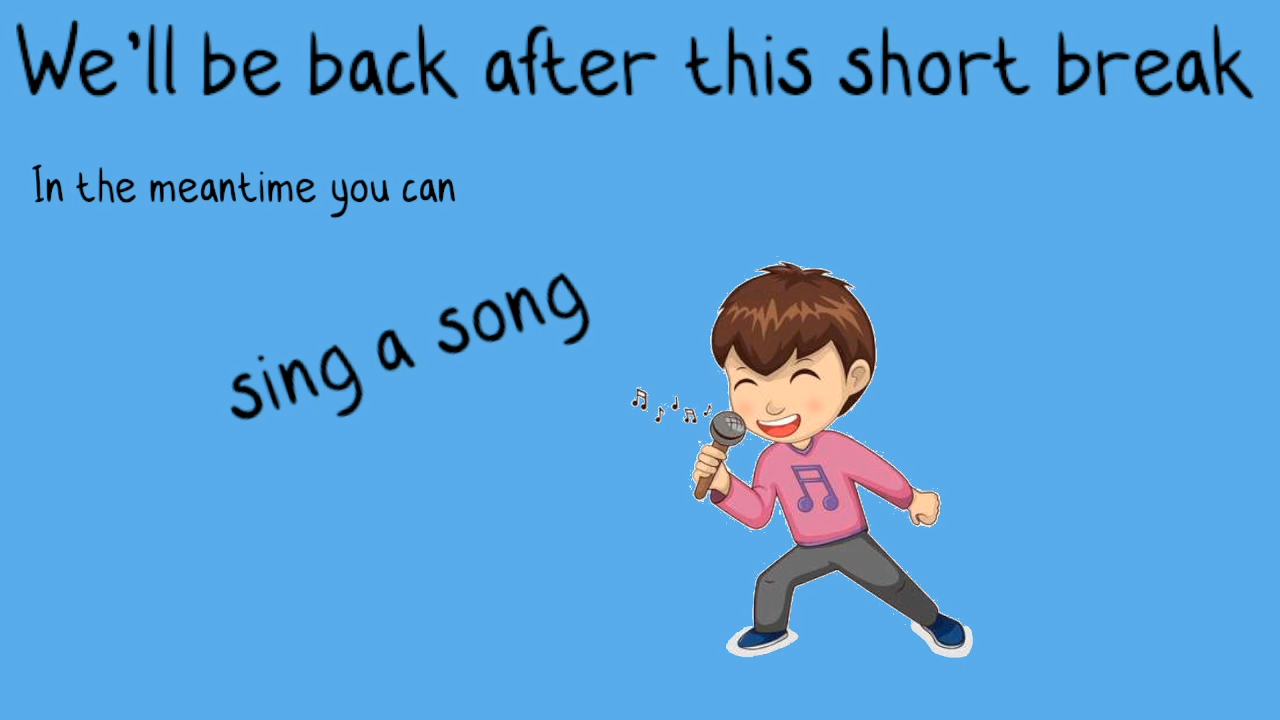 We'll be back after this short break
In the meantime you can
sing a song